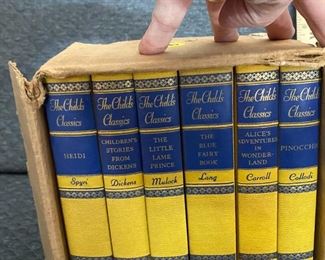 The Child's
Classics
HEIDI
Spyri
The Child's
Classics
CHILDREN'S
STORIES FROM
DICKENS
Dickens
The Child's
Classics
THE
LITTLE
LAME
PRINCE
Mulock
The Child's
Classics
THE
BLUE
FAIRY
BOOK
Lang
The Child's
Classics
ALICE'S
ADVENTURES
IN
WONDER-
LAND
Carroll
The Child's
Classics
PINOCCHIO
Collodi